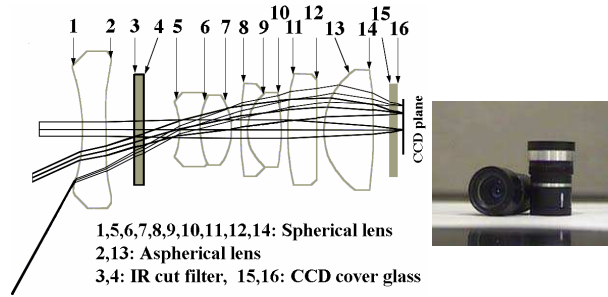 1 2 3 4 5 6 7 8 9 10 11 12 13 14 15 16
CCD plane
1,5,6,7,8,9,10,11,12,14: Spherical lens
2,13: Aspherical lens
3,4: IR cut filter, 15,16: CCD cover glass